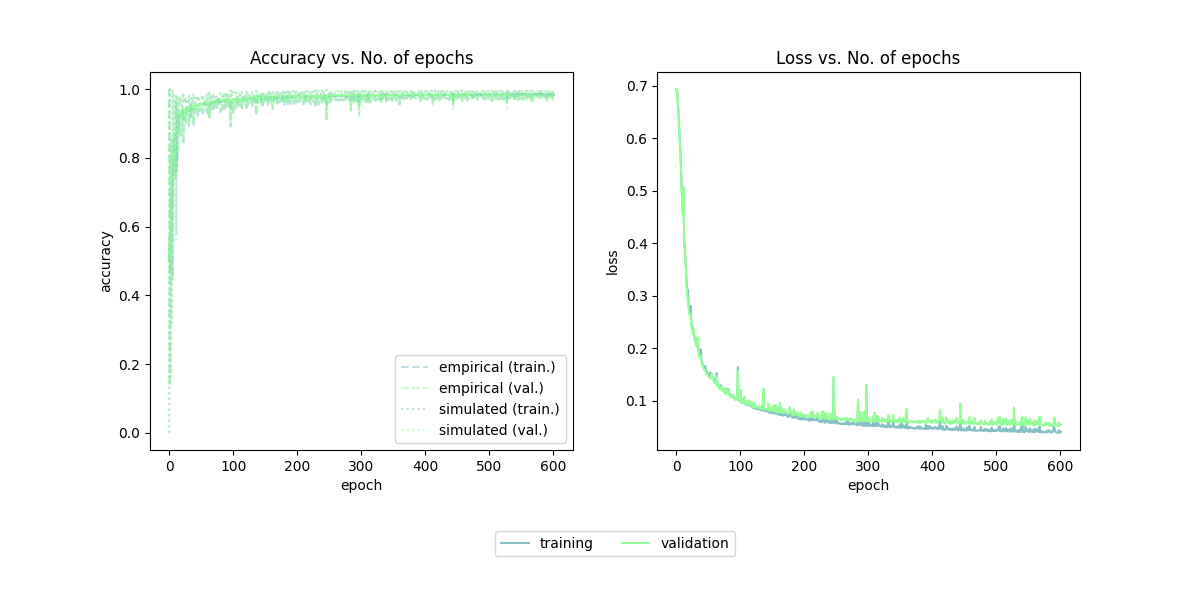 Accuracy vs. No. of epochs
1.0
0.8
0.6
0.4
0.2
0.0
accuracy
0
100
200
300
400
500
600
epoch
empirical (train.)
empirical (val.)
simulated (train.)
simulated (val.)
Loss vs. No. of epochs
0.7
0.6
0.5
0.4
0.3
0.2
0.1
loss
0
100
200
300
400
500
600
epoch
training
validation